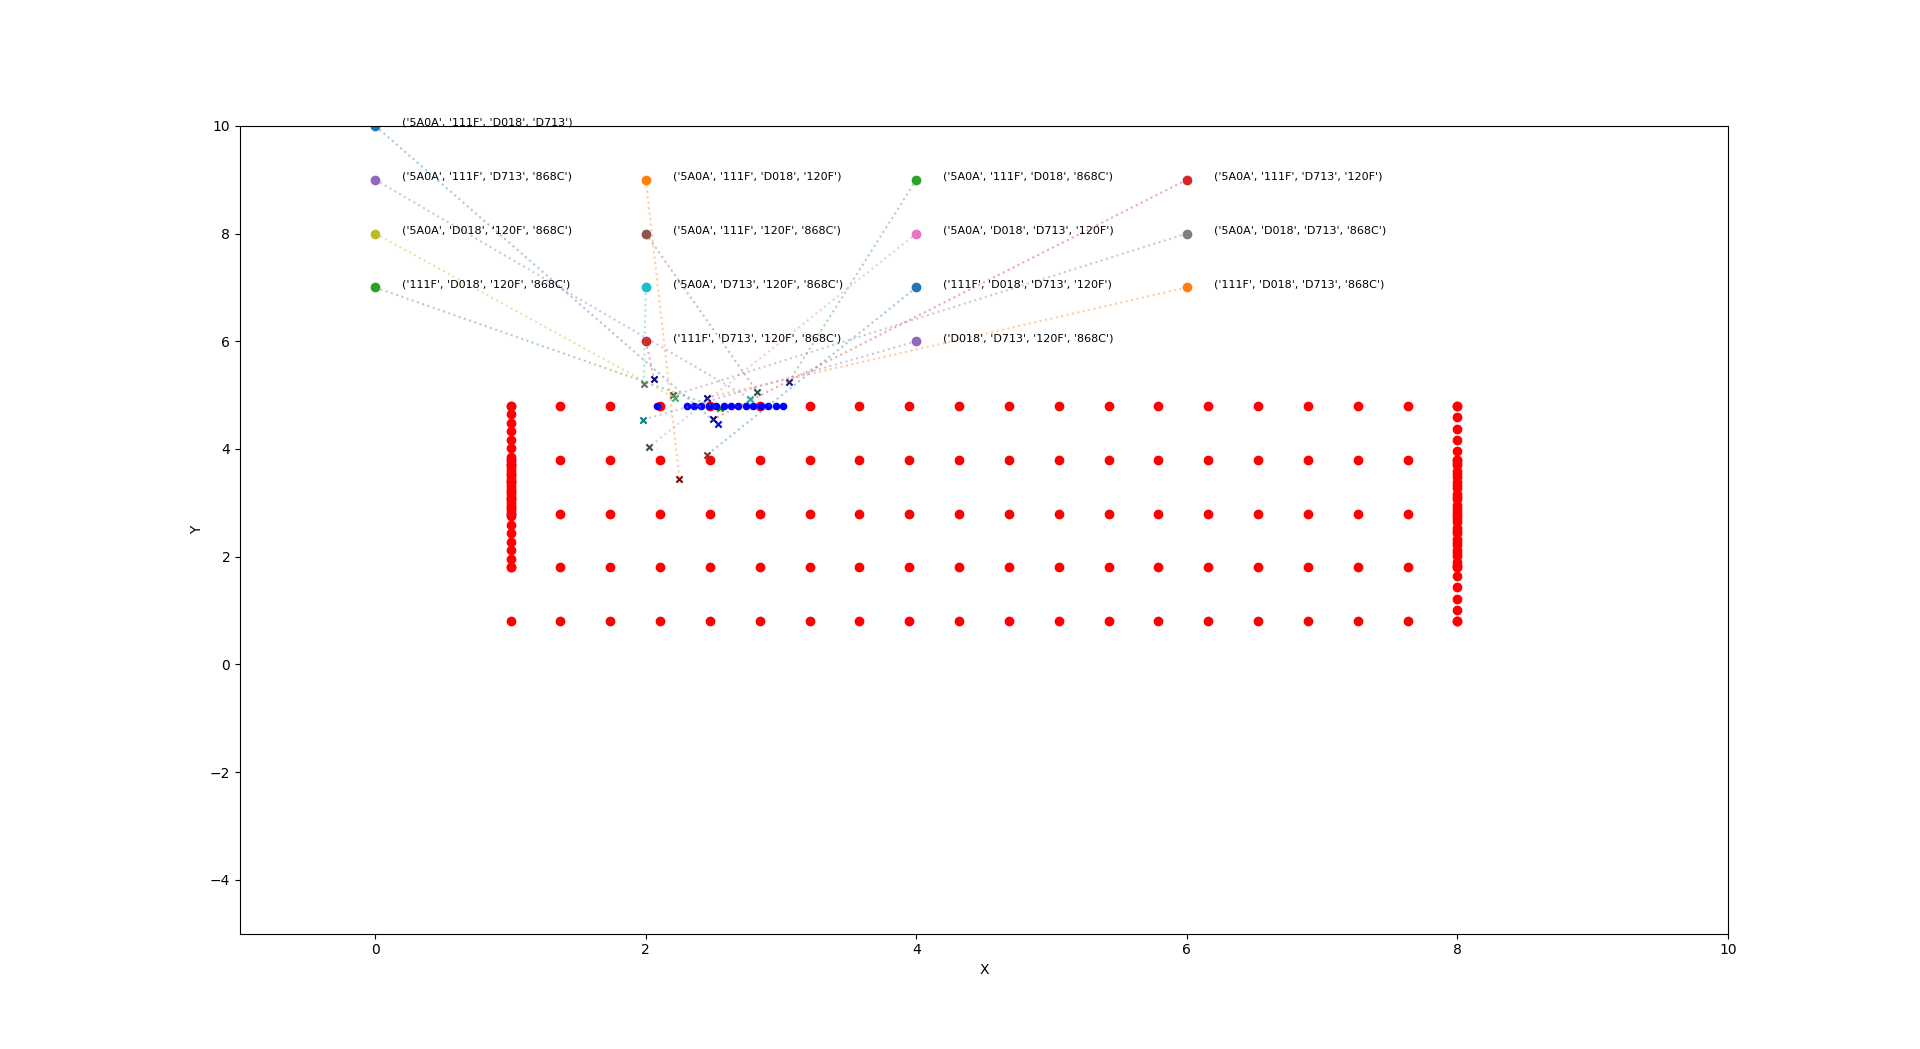 10
('5A0A', '111F', 'D018', 'D713')
('5A0A', '111F', 'D713', '868C') ('5A0A', '111F', 'D018', '120F') ('5A0A', '111F', 'D018', '868C') ('5A0A', '111F', 'D713', '120F')
8
('5A0A', 'D018', '120F', '868C') ('5A0A', '111F', '120F', '868C') ('5A0A', 'D018', 'D713', '120F') ('5A0A', 'D018', 'D713', '868C')
('111F', 'D018', '120F', '868C') ('5A0A', 'D713', '120F', '868C') ('111F', 'D018', 'D713', '120F') ('111F', 'D018', 'D713', '868C')
6
('111F', 'D713', '120F', '868C') ('D018', 'D713', '120F', '868C')
4
Y
2
0
−2
−4
0 2 4 6 8 10
X